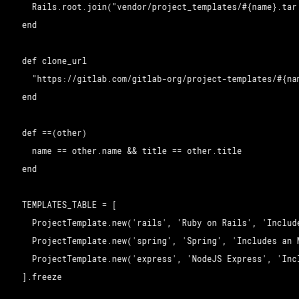 Rails.root.join("vendor/project_templates/#{name}.tar
end
def clone_url
"https://gitlab.com/gitlab-org/project-templates/#{nam
end
def ==(other)
name == other.name && title == other.title
end
TEMPLATES_TABLE = [
ProjectTemplate.new('rails', 'Ruby on Rails', 'Include
ProjectTemplate.new('spring', 'Spring', 'Includes an M
ProjectTemplate.new('express', 'NodeJS Express', 'Incl
].freeze